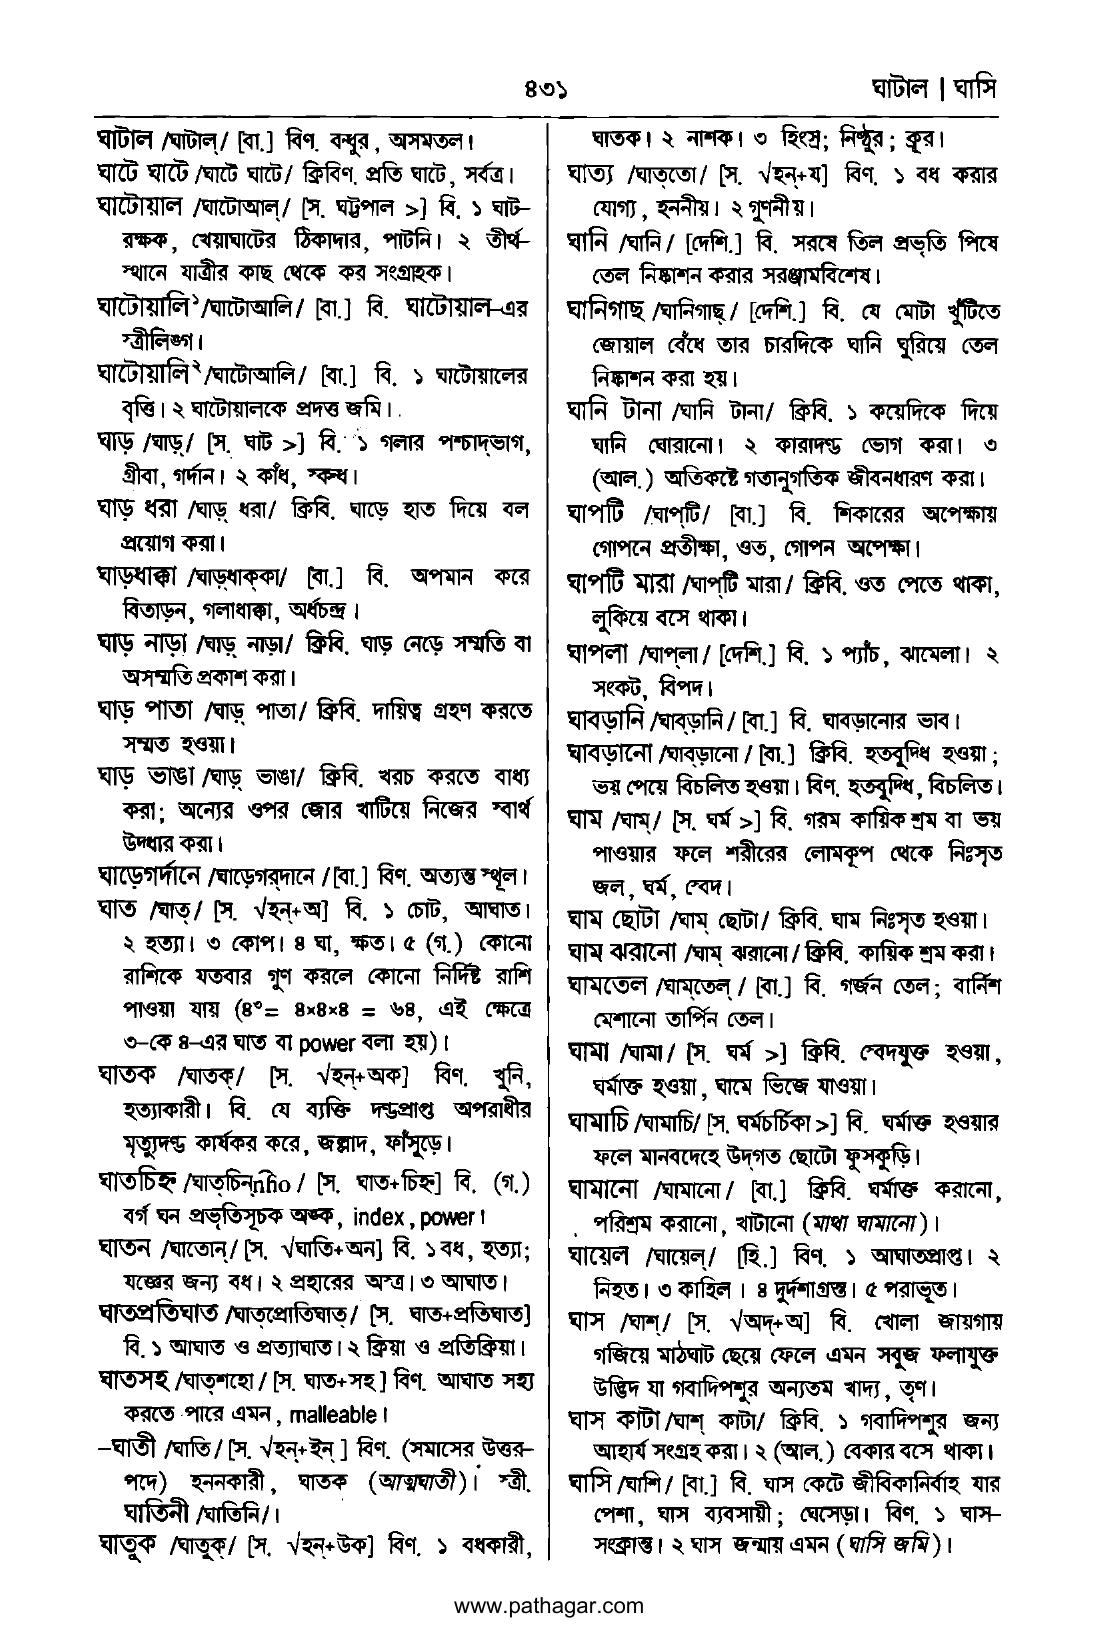 ৪৩১
ঘাটাল | ঘাসি
ঘাটাল /ঘাটাল্/ [বা.] বিণ. বন্ধুর, অসমতল।
ঘাটে ঘাটে /ঘাটে ঘাটে/ ক্রিবিণ. প্রতি ঘাটে, সর্বত্র।
ঘাটোয়াল /ঘাটোআল্/ [স. ঘট্টপাল >] বি. ১ ঘাট–
রক্ষক, খেয়াঘাটের ঠিকাদার, পাটনি। ২ তীর্থ–
স্থানে যাত্রীর কাছ থেকে কর সংগ্রাহক।
ঘাটোয়ালি১ /ঘাটোআলি/ [বা.] বি. ঘাটোয়াল–এর
স্ত্রীলিঙ্গ।
ঘাটোয়ালি২ /ঘাটোআলি/ [বা.] বি. ১ ঘাটোয়ালের
বৃত্তি। ২ ঘাটোয়ালকে প্রদত্ত জমি।
ঘাড় /ঘাড়্/ [স. ঘাট >] বি. ১ গলার পশ্চাদ্‌ভাগ,
গ্রীবা, গর্দান। ২ কাঁধ, স্কন্ধ।
ঘাড় ধরা /ঘাড়্ ধরা/ ক্রিবি. ঘাড়ে হাত দিয়ে বল
প্রয়োগ করা।
ঘাড়ধাক্কা /ঘাড়্ধাক্‌কা/ [বা.] বি. অপমান করে
বিতাড়ন, গলাধাক্কা, অর্ধচন্দ্র।
ঘাড় নাড়া /ঘাড়্ নাড়া/ ক্রিবি. ঘাড় নেড়ে সম্মতি বা
অসম্মতি প্রকাশ করা।
ঘাড় পাতা /ঘাড়্ পাতা/ ক্রিবি. দায়িত্ব গ্রহণ করতে
সম্মত হওয়া।
ঘাড় ভাঙা /ঘাড়্ ভাঙা/ ক্রিবি. খরচ করতে বাধ্য
করা; অন্যের ওপর জোর খাটিয়ে নিজের স্বার্থ
উদ্ধার করা।
ঘাড়েগর্দানে /ঘাড়েগর্‌দানে / [বা.] বিণ. অত্যন্ত স্থূল।
ঘাত /ঘাত্/ [স. √হন্+অ] বি. ১ চোট, আঘাত।
২ হত্যা। ৩ কোপ। ৪ ঘা, ক্ষত। ৫ (গ.) কোনো
রাশিকে যতবার গুণ করলে কোনো নির্দিষ্ট রাশি
পাওয়া যায় (৪³= ৪×৪×৪ = ৬৪, এই ক্ষেত্রে
৩–কে ৪–এর ঘাত বা power বলা হয়)।
ঘাতক /ঘাতক্/ [স. √হন্+অক] বিণ. খুনি,
হত্যাকারী। বি. যে ব্যক্তি দণ্ডপ্রাপ্ত অপরাধীর
মৃত্যুদণ্ড কার্যকর করে, জল্লাদ, ফাঁসুড়ে।
ঘাতচিহ্ন /ঘাত্‌চিন্‌n̄ho / [স. ঘাত+চিহ্ন] বি. (গ.)
বর্গ ঘন প্রভৃতিসূচক অঙ্ক, index, power।
ঘাতন /ঘাতোন্/ [স. √ঘাতি+অন] বি. ১ বধ, হত্যা;
যজ্ঞের জন্য বধ। ২ প্রহারের অস্ত্র। ৩ আঘাত।
ঘাতপ্রতিঘাত /ঘাত্‌প্রোতিঘাত্/ [স. ঘাত+প্রতিঘাত]
বি. ১ আঘাত ও প্রত্যাঘাত। ২ ক্রিয়া ও প্রতিক্রিয়া।
ঘাতসহ /ঘাত্‌শহো / [স. ঘাত+সহ] বিণ. আঘাত সহ্য
করতে পারে এমন, malleable।
–ঘাতী /ঘাতি/ [স. √হন্+ইন্ ] বিণ. (সমাসের উত্তর–
পদে) হননকারী, ঘাতক (আত্মঘাতী)। স্ত্রী.
ঘাতিনী /ঘাতিনি/।
ঘাতুক /ঘাতুক্/ [স. √হন্+উক] বিণ. ১ বধকারী,
ঘাতক। ২ নাশক। ৩ হিংস্র; নিষ্ঠুর; ক্রূর।
ঘাত্য /ঘাত্‌তো/ [স. √হন্+য] বিণ. ১ বধ করার
যোগ্য, হননীয়। ২ গুণনীয়।
ঘানি /ঘানি/ [দেশি.] বি. সরষে তিল প্রভৃতি পিষে
তেল নিষ্কাশন করার সরঞ্জামবিশেষ।
ঘানিগাছ /ঘানিগাছ্/ [দেশি.] বি. যে মোটা খুঁটিতে
জোয়াল বেঁধে তার চারদিকে ঘানি ঘুরিয়ে তেল
নিষ্কাশন করা হয়।
ঘানি টানা /ঘানি টানা/ ক্রিবি. ১ কয়েদিকে দিয়ে
ঘানি ঘোরানো। ২ কারাদণ্ড ভোগ করা। ৩
(আল.) অতিকষ্টে গতানুগতিক জীবনধারণ করা।
ঘাপটি /ঘাপ্‌টি/ [বা.] বি. শিকারের অপেক্ষায়
গোপনে প্রতীক্ষা, ওত, গোপন অপেক্ষা।
ঘাপটি মারা /ঘাপ্‌টি মারা/ ক্রিবি. ওত পেতে থাকা,
লুকিয়ে বসে থাকা।
ঘাপলা /ঘাপ্‌লা/ [দেশি.] বি. ১ প্যাঁচ, ঝামেলা। ২
সংকট, বিপদ।
ঘাবড়ানি /ঘাব্‌ড়ানি/ [বা.] বি. ঘাবড়ানোর ভাব।
ঘাবড়ানো /ঘাব্‌ড়ানো / [বা.] ক্রিবি. হতবুদ্ধি হওয়া;
ভয় পেয়ে বিচলিত হওয়া। বিণ. হতবুদ্ধি, বিচলিত।
ঘাম /ঘাম্/ [স. ঘর্ম >] বি. গরম কায়িক শ্রম বা ভয়
পাওয়ার ফলে শরীরের লোমকূপ থেকে নিঃসৃত
জল, ঘর্ম, স্বেদ।
ঘাম ছোটা /ঘাম্ ছোটা/ ক্রিবি. ঘাম নিঃসৃত হওয়া।
ঘাম ঝরানো /ঘাম্ ঝরানো/ ক্রিবি. কায়িক শ্রম করা।
ঘামতেল /ঘাম্‌তেল্ / [বা.] বি. গর্জন তেল; বার্নিশ
মেশানো তার্পিন তেল।
ঘামা /ঘামা/ [স. ঘর্ম >] ক্রিবি. স্বেদযুক্ত হওয়া,
ঘর্মাক্ত হওয়া, ঘামে ভিজে যাওয়া।
ঘামাচি /ঘামাচি/ [স. ঘর্মচর্চিকা >] বি. ঘর্মাক্ত হওয়ার
ফলে মানবদেহে উদ্‌গত ছোটো ফুসকুড়ি।
ঘামানো /ঘামানো/ [বা.] ক্রিবি. ঘর্মাক্ত করানো,
পরিশ্রম করানো, খাটানো (মাথা ঘামানো)।
ঘায়েল /ঘায়েল্/ [হি.] বিণ. ১ আঘাতপ্রাপ্ত। ২
নিহত। ৩ কাহিল। ৪ দুর্দশাগ্রস্ত। ৫ পরাভূত।
ঘাস /ঘাশ্/ [স. √অদ্+অ] বি. খোলা জায়গায়
গজিয়ে মাঠঘাট ছেয়ে ফেলে এমন সবুজ ফলাযুক্ত
উদ্ভিদ যা গবাদিপশুর অন্যতম খাদ্য, তৃণ।
ঘাস কাটা /ঘাশ্ কাটা/ ক্রিবি. ১ গবাদিপশুর জন্য
আহার্য সংগ্রহ করা। ২ (আল.) বেকার বসে থাকা।
ঘাসি /ঘাশি/ [বা.] বি. ঘাস কেটে জীবিকানির্বাহ যার
পেশা, ঘাস ব্যবসায়ী; ঘেসেড়া। বিণ. ১ ঘাস–
সংক্রান্ত। ২ ঘাস জন্মায় এমন (ঘাসি জমি)।
www.pathagar.com